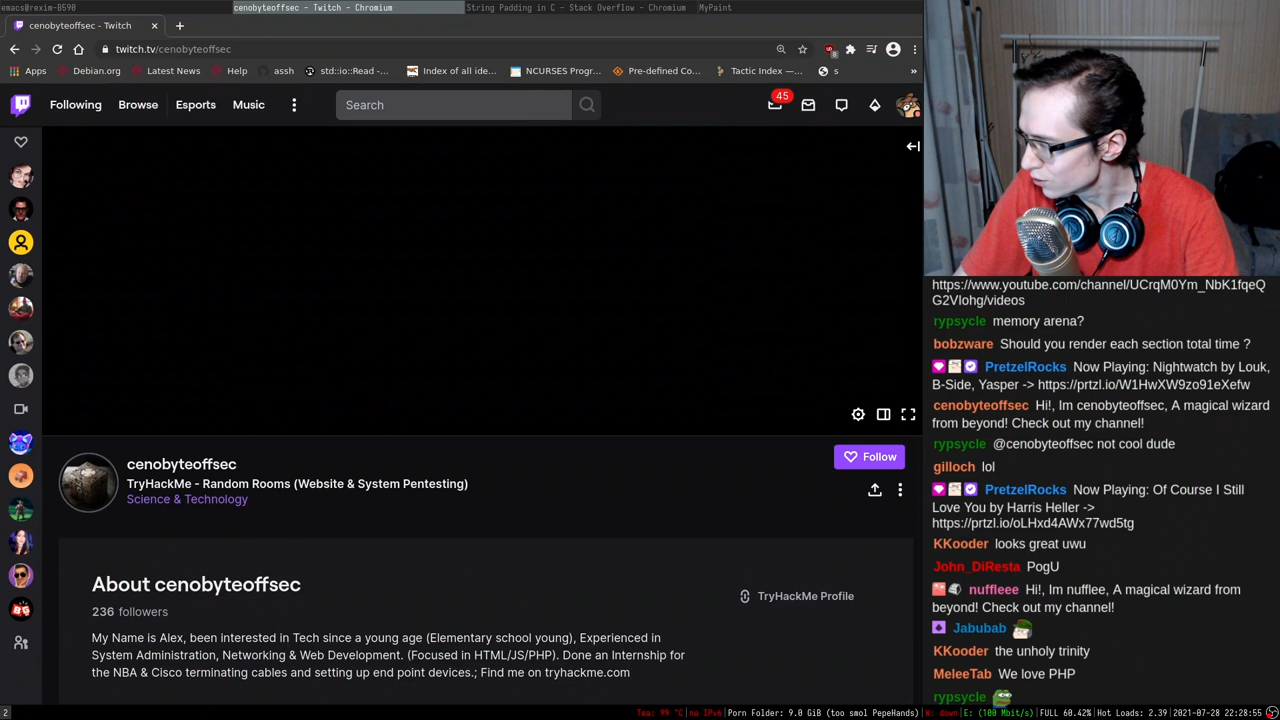 emacs@rexim-B590
cenobyteoffsec - Twitch - Chromium
String Padding in C - Stack Overflow - Chromium
MyPaint
cenobyteoffsec - Twitch
twitch.tv/cenobyteoffsec
8
Apps
Debian.org
Latest News
Help
assh
std::io::Read -...
Index of all ide...
NCURSES Progr...
Pre-defined Co...
Tactic Index —...
s
»
Following
Browse
Esports
Music
Search
45
cenobyteoffsec
TryHackMe - Random Rooms (Website & System Pentesting)
Science & Technology
Follow
About cenobyteoffsec
236 followers
TryHackMe Profile
My Name is Alex, been interested in Tech since a young age (Elementary school young), Experienced in
System Administration, Networking & Web Development. (Focused in HTML/JS/PHP). Done an Internship for
the NBA & Cisco terminating cables and setting up end point devices.; Find me on tryhackme.com
https://www.youtube.com/channel/UCrqM0Ym_NbK1fqeQ
G2VIohg/videos
rypsycle memory arena?
bobzware Should you render each section total time ?
PretzelRocks Now Playing: Nightwatch by Louk,
B-Side, Yasper -> https://prtzl.io/W1HwXW9zo91eXefw
cenobyteoffsec Hi!, Im cenobyteoffsec, A magical wizard
from beyond! Check out my channel!
rypsycle @cenobyteoffsec not cool dude
gilloch lol
PretzelRocks Now Playing: Of Course I Still
Love You by Harris Heller ->
https://prtzl.io/oLHxd4AWx77wd5tg
KKooder looks great uwu
John_DiResta PogU
nuffleee Hi!, Im nufflee, A magical wizard from
beyond! Check out my channel!
Jabubab
KKooder the unholy trinity
MeleeTab We love PHP
rypsycle
2
Tea: 99 °C|no IPv6|Porn Folder: 9.0 GiB (too smol PepeHands)|W: down|E: (100 Mbit/s)|FULL 60.42%|Hot Loads: 2.39|2021-07-28 22:28:55